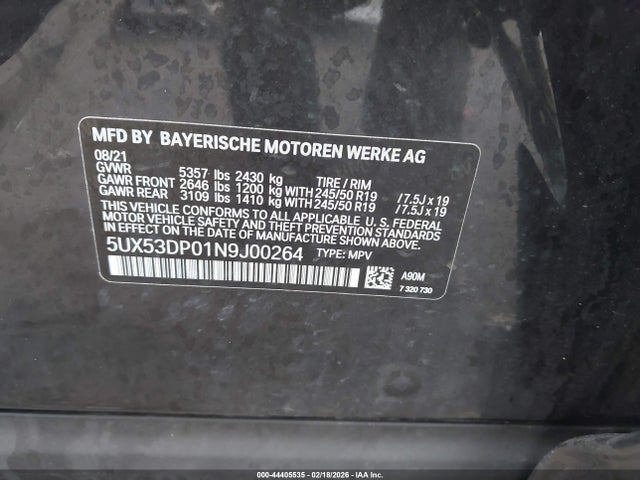 MFD BY BAYERISCHE MOTOREN WERKE AG
08/21
GVWR 5357 lbs 2430 kg TIRE / RIM
GAWR FRONT 2646 lbs 1200 kg WITH 245/50 R19 / 7.5J x 19
GAWR REAR 3109 lbs 1410 kg WITH 245/50 R19 / 7.5J x 19
THIS VEHICLE CONFORMS TO ALL APPLICABLE U. S. FEDERAL
MOTOR VEHICLE SAFETY AND THEFT PREVENTION STANDARDS
IN EFFECT ON THE DATE OF MANUFACTURE SHOWN ABOVE.
5UX53DP01N9J00264 TYPE: MPV
A90M
7 320 730
000-44405535 - 02/18/2026 - IAA Inc.